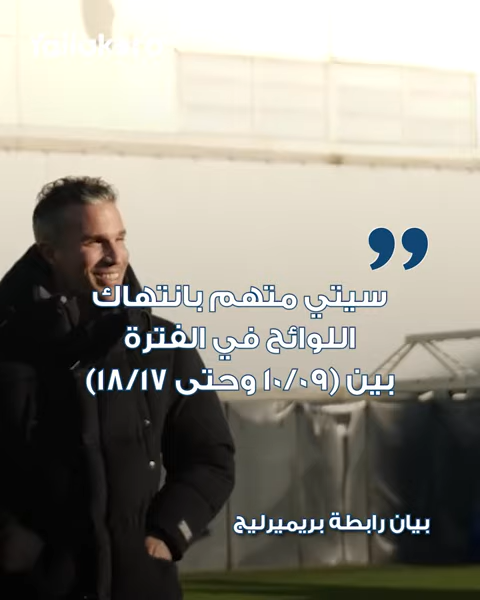 سيتي متهم بانتهاك
اللوائح في الفترة
بين (١٠/٠٩ وحتى ١٨/١٧)
بيان رابطة بريميرليج